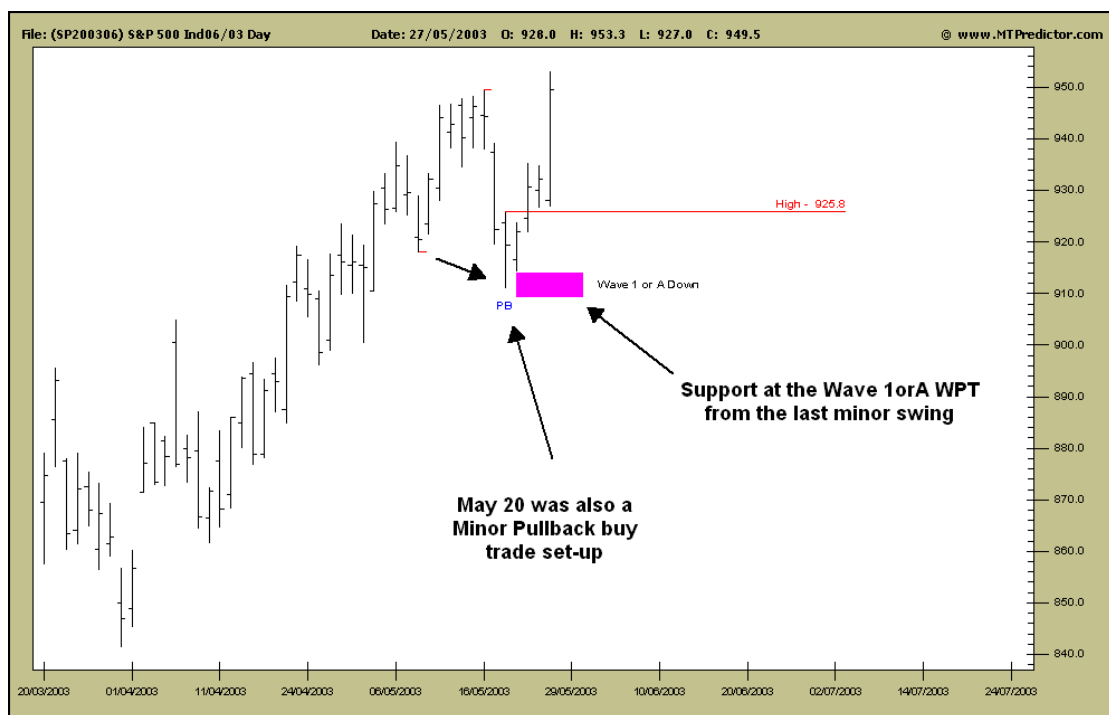 File: (SP200306) S&P 500 Ind06/03 Day Date: 27/05/2003 O: 928.0 H: 953.3 L: 927.0 C: 949.5 © www.MTPredictor.com
950.0
940.0
930.0
High - 925.8
920.0
Wave 1 or A Down
910.0
PB
900.0
Support at the Wave 1orA WPT
from the last minor swing
890.0
880.0
May 20 was also a
Minor Pullback buy
trade set-up
870.0
860.0
850.0
840.0
20/03/2003 01/04/2003 11/04/2003 24/04/2003 06/05/2003 16/05/2003 29/05/2003 10/06/2003 20/06/2003 02/07/2003 14/07/2003 24/07/2003